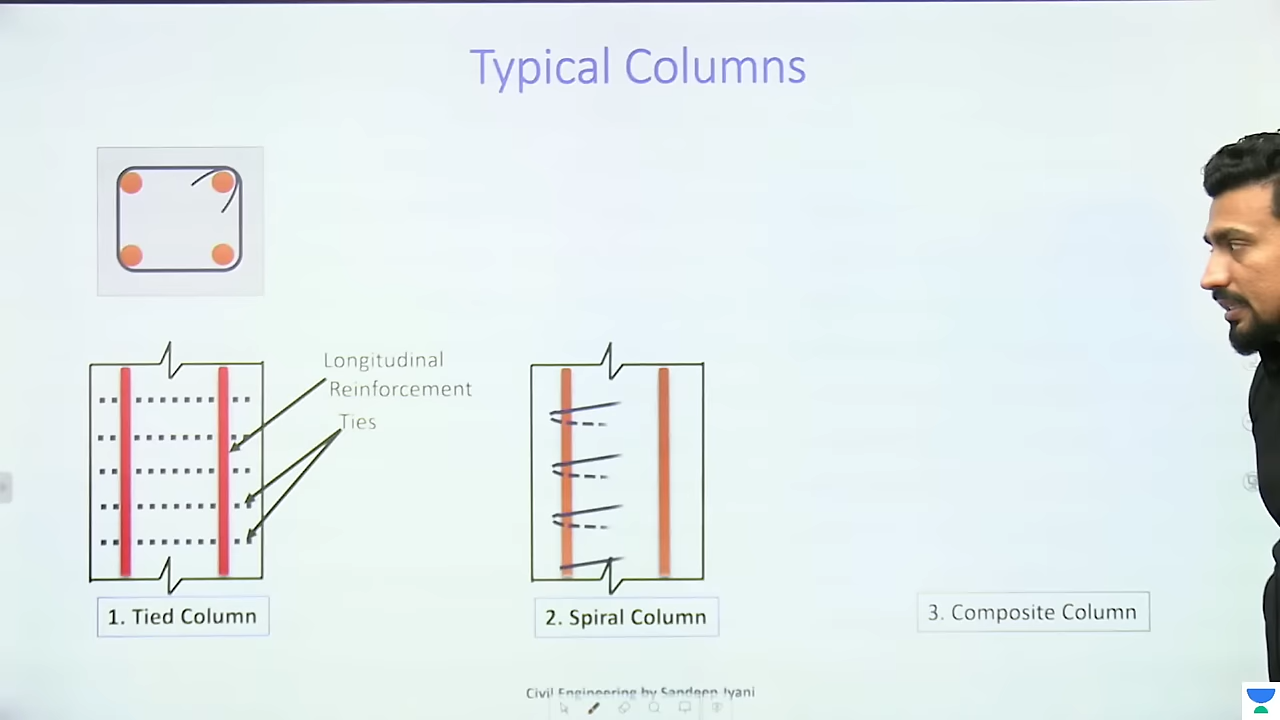 Typical Columns
Longitudinal
Reinforcement
Ties
1. Tied Column
2. Spiral Column
3. Composite Column
Civil Engineering by Sandeep Jyani